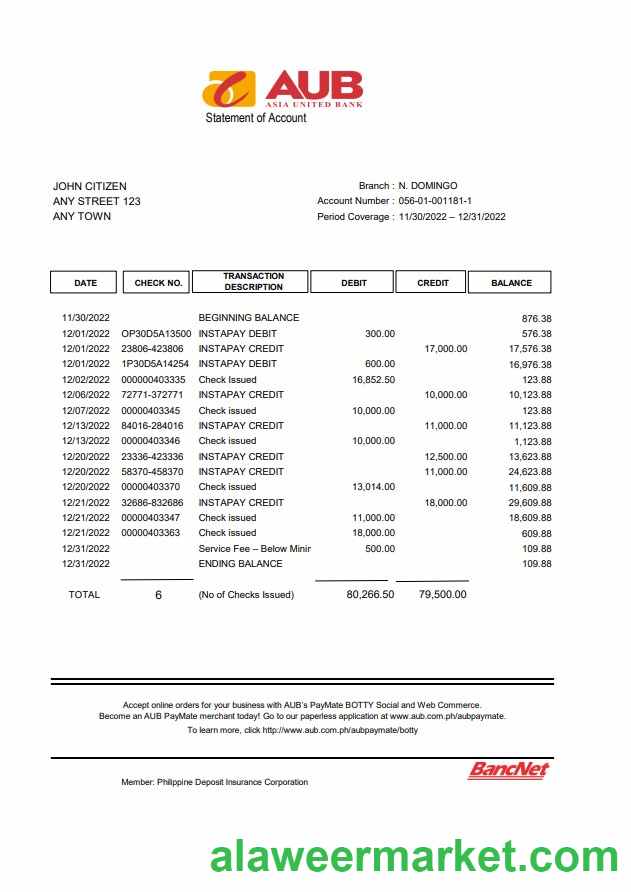 AUB
ASIA UNITED BANK
Statement of Account
JOHN CITIZEN
ANY STREET 123
ANY TOWN
Branch : N. DOMINGO
Account Number : 056-01-001181-1
Period Coverage : 11/30/2022 – 12/31/2022
DATE CHECK NO. TRANSACTION DESCRIPTION DEBIT CREDIT BALANCE
11/30/2022 BEGINNING BALANCE 876.38
12/01/2022 OP30D5A13500 INSTAPAY DEBIT 300.00 576.38
12/01/2022 23806-423806 INSTAPAY CREDIT 17,000.00 17,576.38
12/01/2022 1P30D5A14254 INSTAPAY DEBIT 600.00 16,976.38
12/02/2022 000000403335 Check Issued 16,852.50 123.88
12/06/2022 72771-372771 INSTAPAY CREDIT 10,000.00 10,123.88
12/07/2022 00000403345 Check issued 10,000.00 123.88
12/13/2022 84016-284016 INSTAPAY CREDIT 11,000.00 11,123.88
12/13/2022 00000403346 Check issued 10,000.00 1,123.88
12/20/2022 23336-423336 INSTAPAY CREDIT 12,500.00 13,623.88
12/20/2022 58370-458370 INSTAPAY CREDIT 11,000.00 24,623.88
12/20/2022 00000403370 Check issued 13,014.00 11,609.88
12/21/2022 32686-832686 INSTAPAY CREDIT 18,000.00 29,609.88
12/21/2022 00000403347 Check issued 11,000.00 18,609.88
12/21/2022 00000403363 Check issued 18,000.00 609.88
12/31/2022 Service Fee – Below Minir 500.00 109.88
12/31/2022 ENDING BALANCE 109.88
TOTAL 6 (No of Checks Issued) 80,266.50 79,500.00
Accept online orders for your business with AUB's PayMate BOTTY Social and Web Commerce.
Become an AUB PayMate merchant today! Go to our paperless application at www.aub.com.ph/aubpaymate.
To learn more, click http://www.aub.com.ph/aubpaymate/botty
BancNet
Member: Philippine Deposit Insurance Corporation
alaweermarket.com